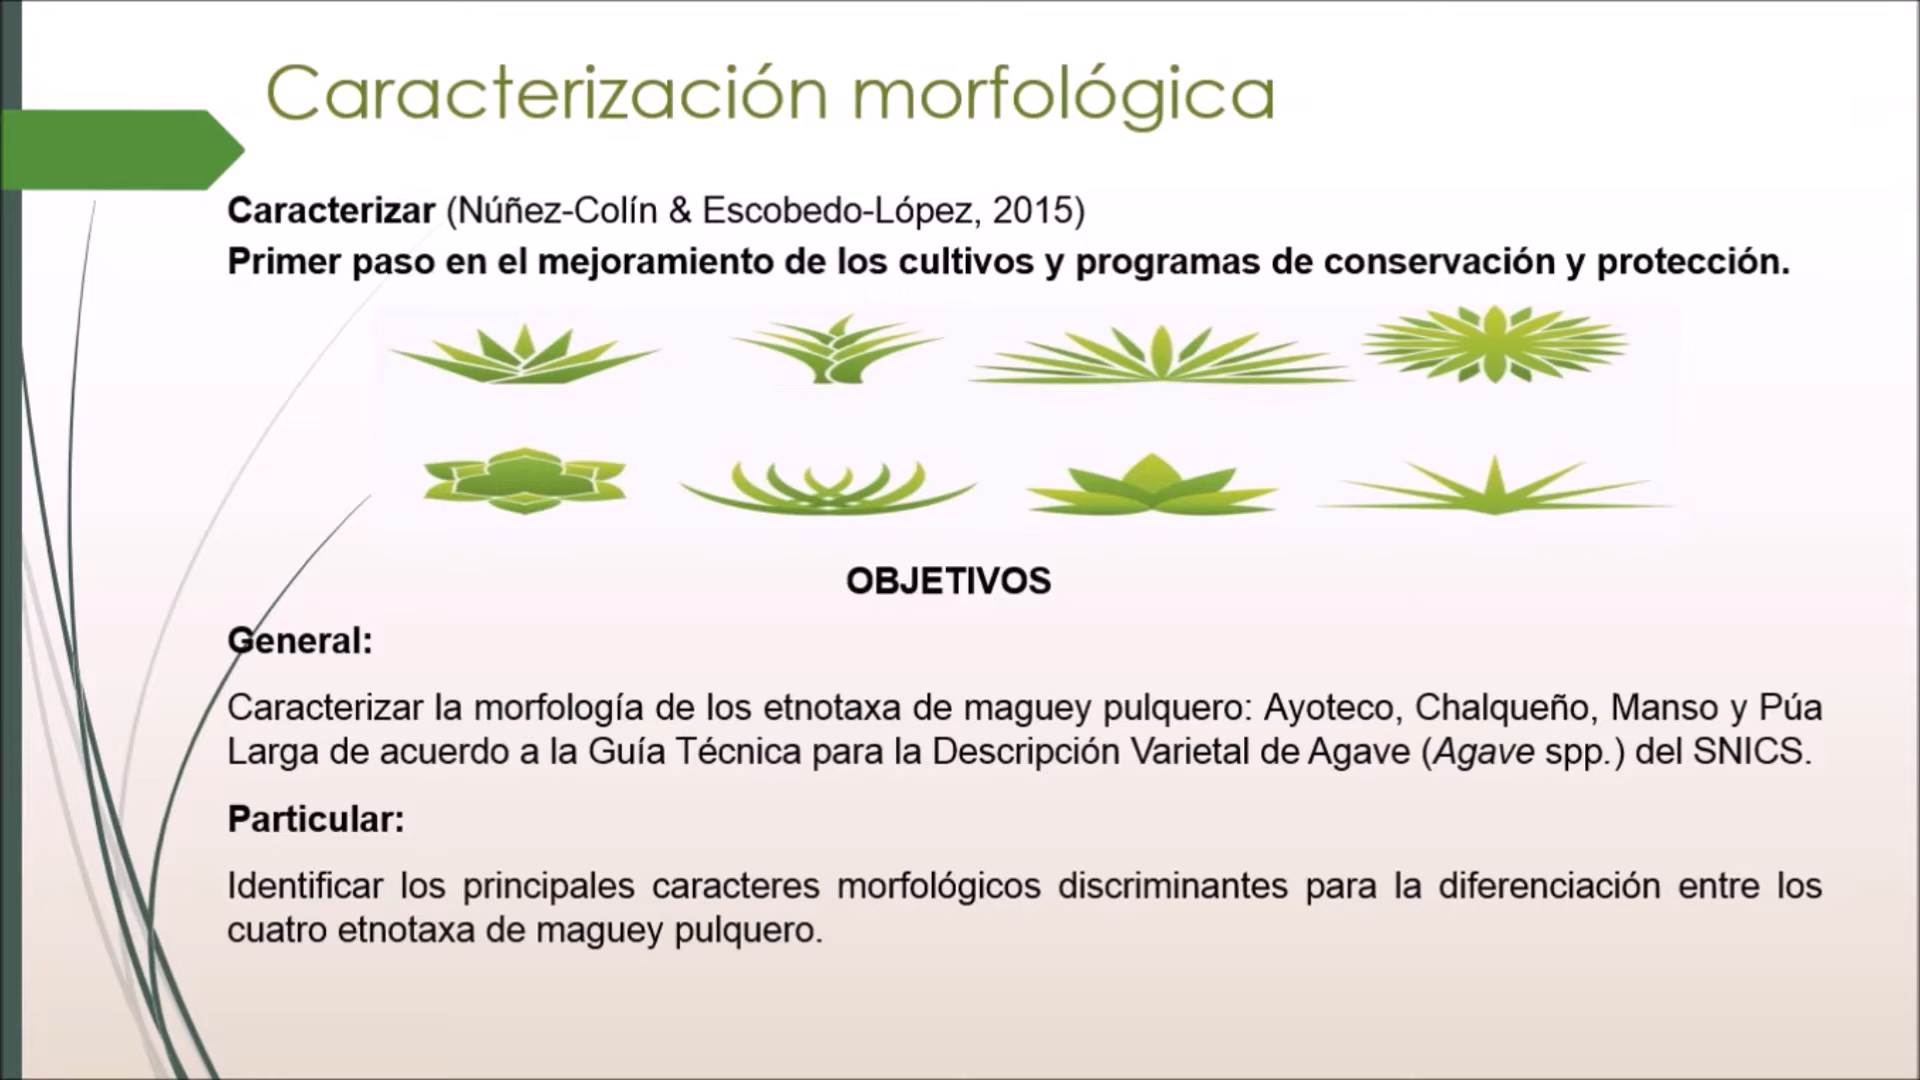 Caracterización morfológica
Caracterizar (Núñez-Colín & Escobedo-López, 2015)
Primer paso en el mejoramiento de los cultivos y programas de conservación y protección.
OBJETIVOS
General:
Caracterizar la morfología de los etnotaxa de maguey pulquero: Ayoteco, Chalqueño, Manso y Púa
Larga de acuerdo a la Guía Técnica para la Descripción Varietal de Agave (Agave spp.) del SNICS.
Particular:
Identificar los principales caracteres morfológicos discriminantes para la diferenciación entre los
cuatro etnotaxa de maguey pulquero.